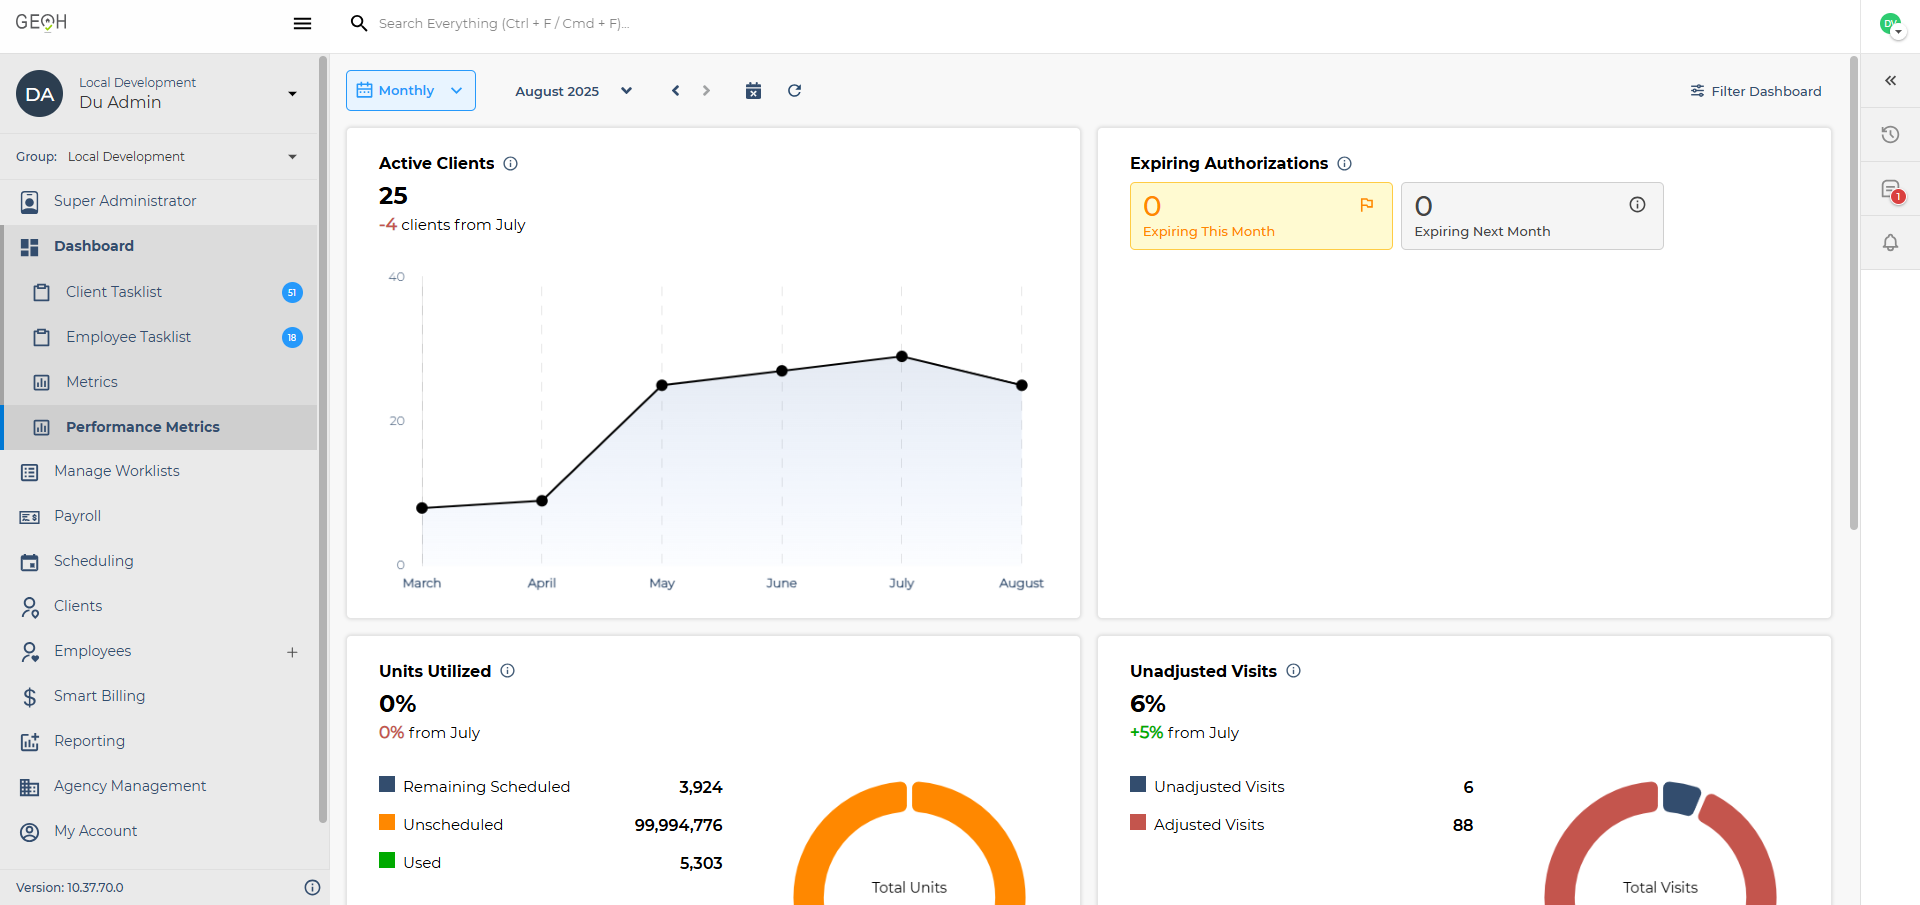 GEOH
Search Everything (Ctrl + F / Cmd + F)...
DV
DA
Local Development
Du Admin
Group: Local Development
Super Administrator
Dashboard
Client Tasklist 51
Employee Tasklist 18
Metrics
Performance Metrics
Manage Worklists
Payroll
Scheduling
Clients
Employees
Smart Billing
Reporting
Agency Management
My Account
Version: 10.37.70.0
Monthly
August 2025
Filter Dashboard
1
Active Clients
25
-4 clients from July
40
20
0
March April May June July August
Expiring Authorizations
0
Expiring This Month
0
Expiring Next Month
Units Utilized
0%
0% from July
Remaining Scheduled 3,924
Unscheduled 99,994,776
Used 5,303
Total Units
Unadjusted Visits
6%
+5% from July
Unadjusted Visits 6
Adjusted Visits 88
Total Visits